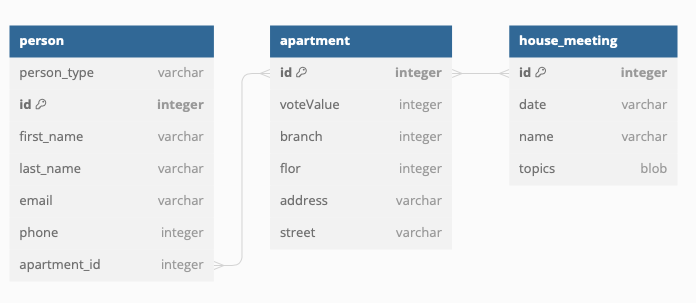 person
person_type varchar
id integer
first_name varchar
last_name varchar
email varchar
phone integer
apartment_id integer
apartment
id integer
voteValue integer
branch integer
flor integer
address varchar
street varchar
house_meeting
id integer
date varchar
name varchar
topics blob